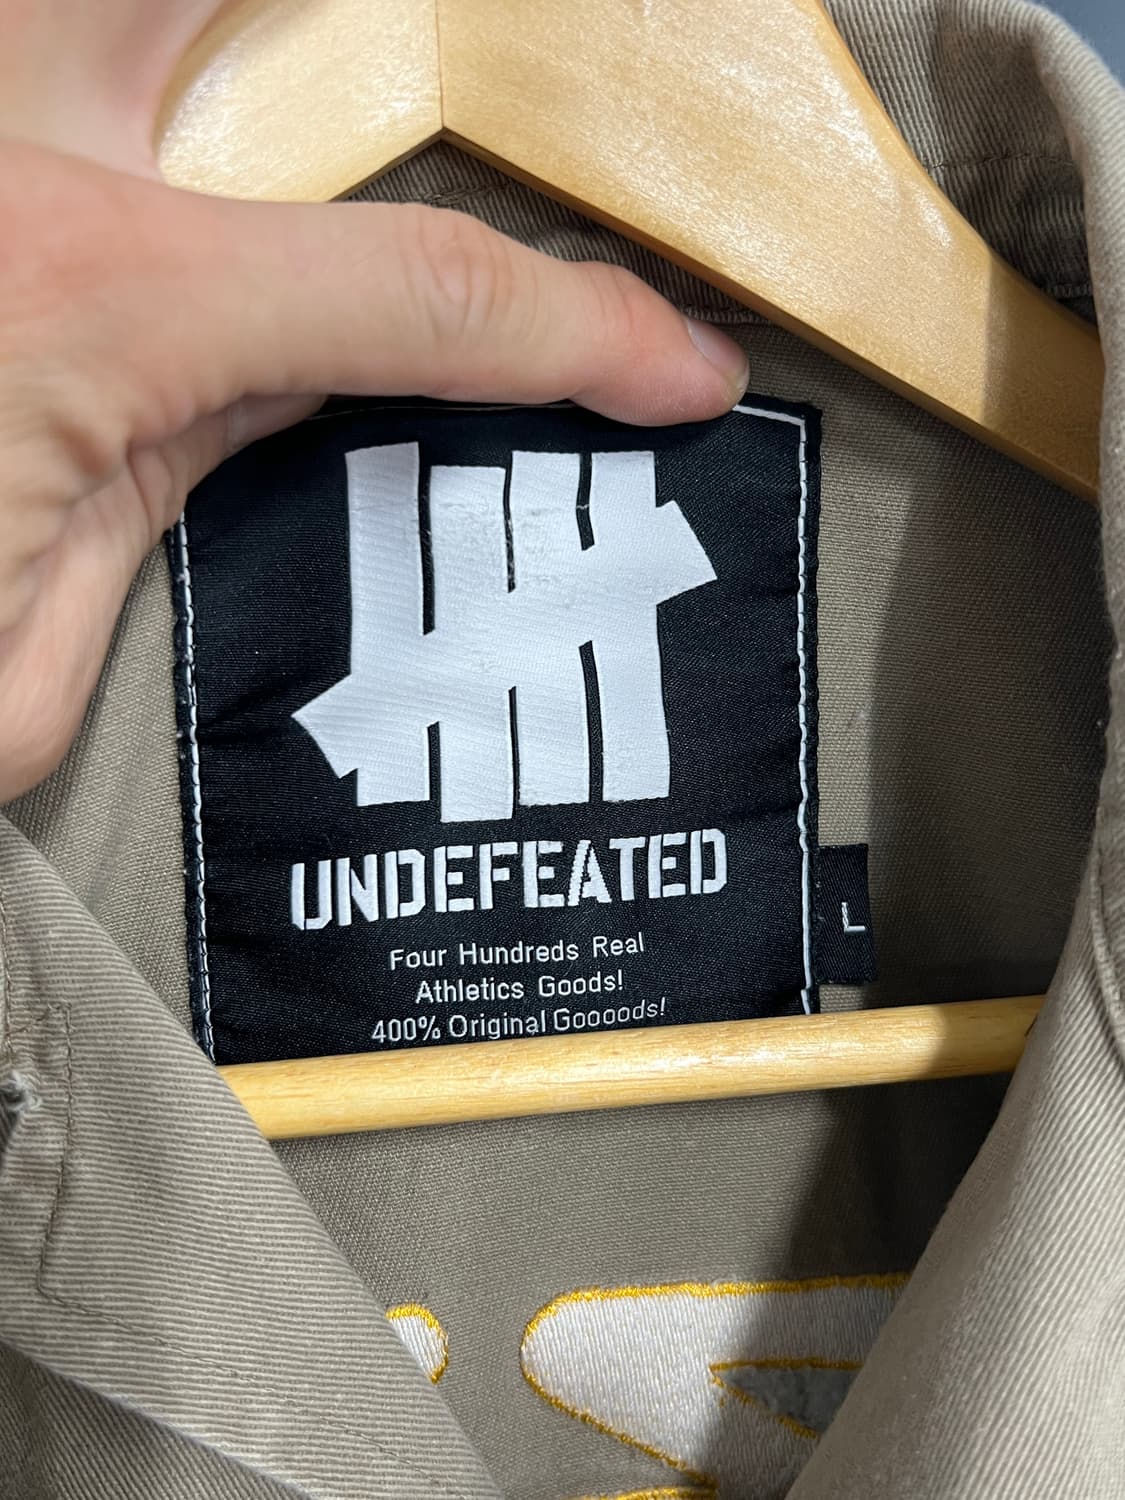 UNDEFEATED
Four Hundreds Real
Athletics Goods!
400% Original Goooods!
L